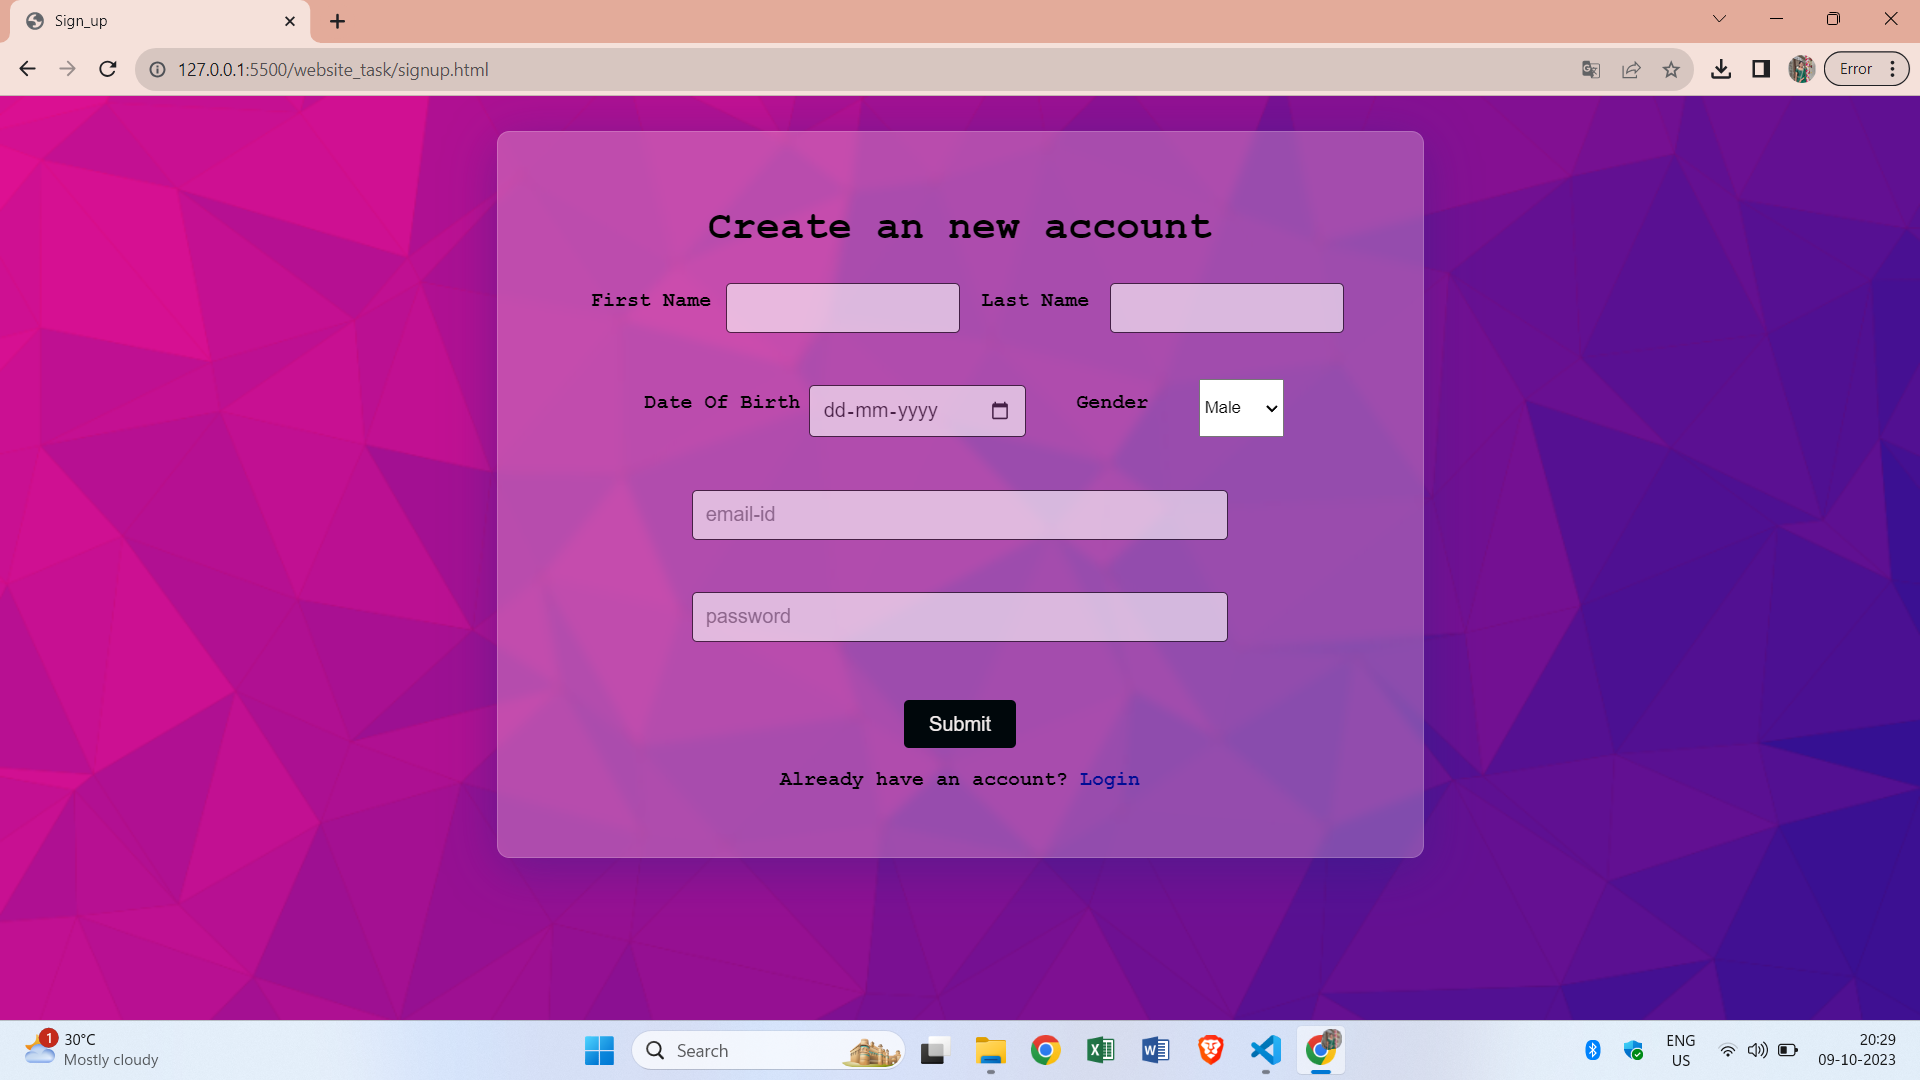 Sign_up
127.0.0.1:5500/website_task/signup.html
Error
Create an new account
First Name
Last Name
Date Of Birth
dd-mm-yyyy
Gender
Male
email-id
password
Submit
Already have an account? Login
1
30°C
Mostly cloudy
Search
ENG
US
20:29
09-10-2023